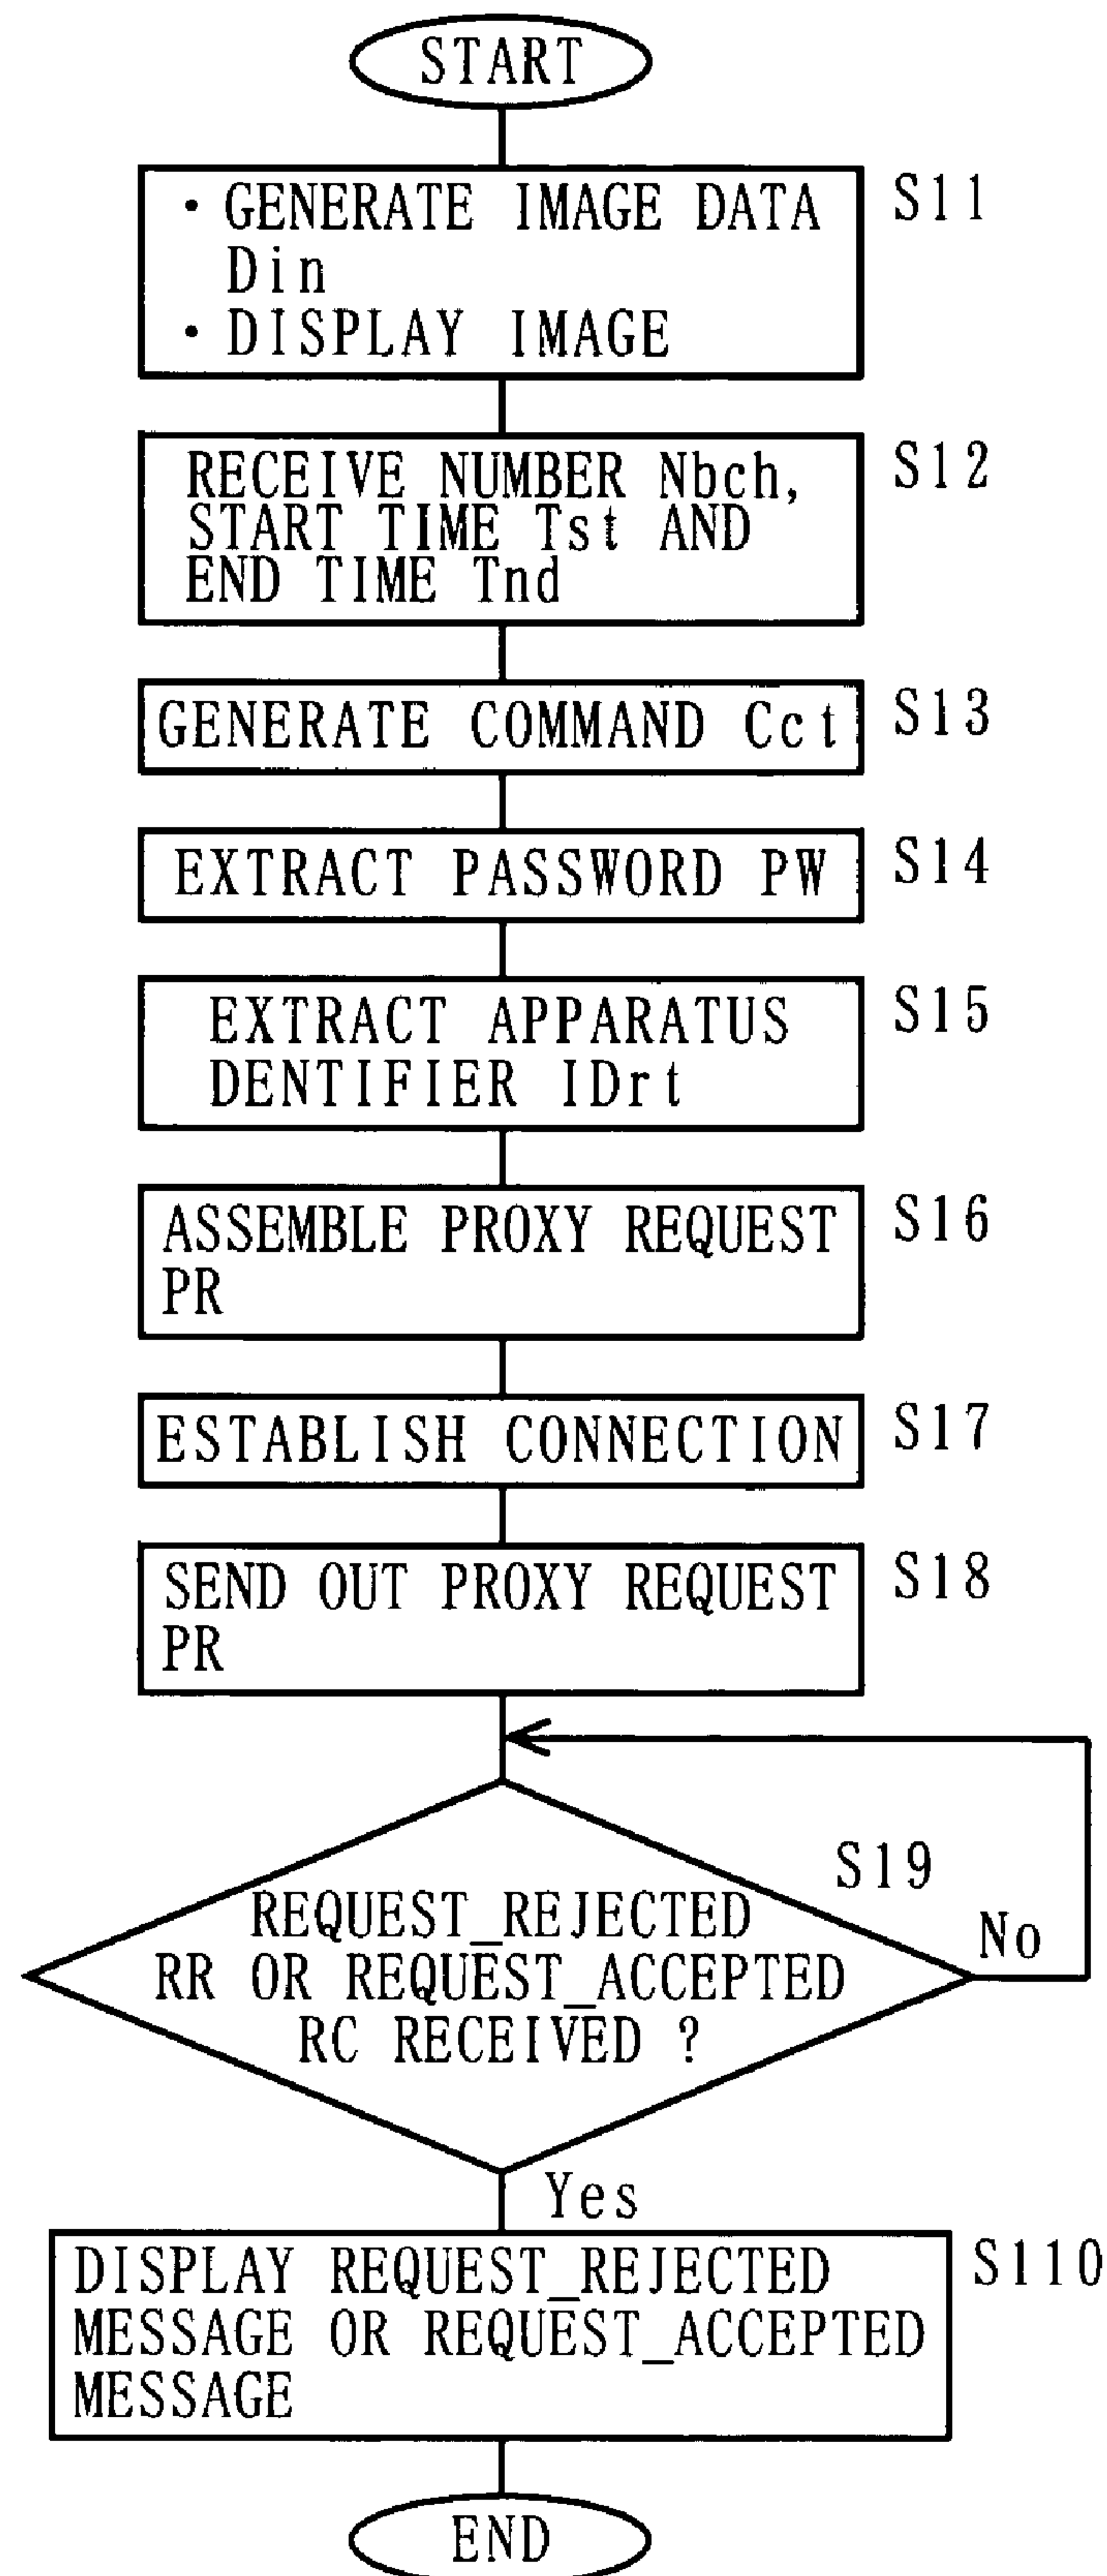 START
· GENERATE IMAGE DATA
Din
· DISPLAY IMAGE
S11
RECEIVE NUMBER Nbch,
START TIME Tst AND
END TIME Tnd
S12
GENERATE COMMAND Cct
S13
EXTRACT PASSWORD PW
S14
EXTRACT APPARATUS
DENTIFIER IDrt
S15
ASSEMBLE PROXY REQUEST
PR
S16
ESTABLISH CONNECTION
S17
SEND OUT PROXY REQUEST
PR
S18
S19
REQUEST_REJECTED
RR OR REQUEST_ACCEPTED
RC RECEIVED ?
No
Yes
DISPLAY REQUEST_REJECTED
MESSAGE OR REQUEST_ACCEPTED
MESSAGE
S110
END